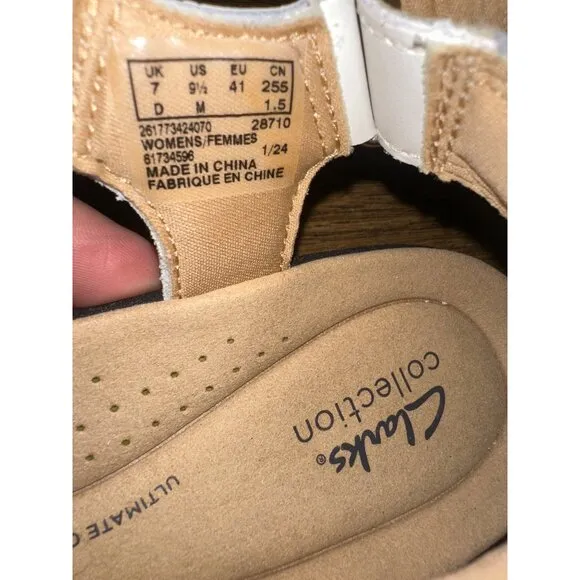 UK US EU CN
7 9½ 41 255
D M 1.5
261773424070 28710
WOMENS/FEMMES
61734596 1/24
MADE IN CHINA
FABRIQUE EN CHINE
Clarks®
collection
ULTIMATE